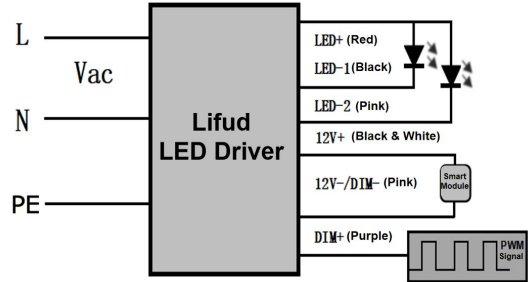 L
Vac
N
PE
Lifud
LED Driver
LED+ (Red)
LED-1(Black)
LED-2 (Pink)
12V+ (Black & White)
12V-/DIM- (Pink)
DIM+ (Purple)
Smart
Module
PWM
Signal